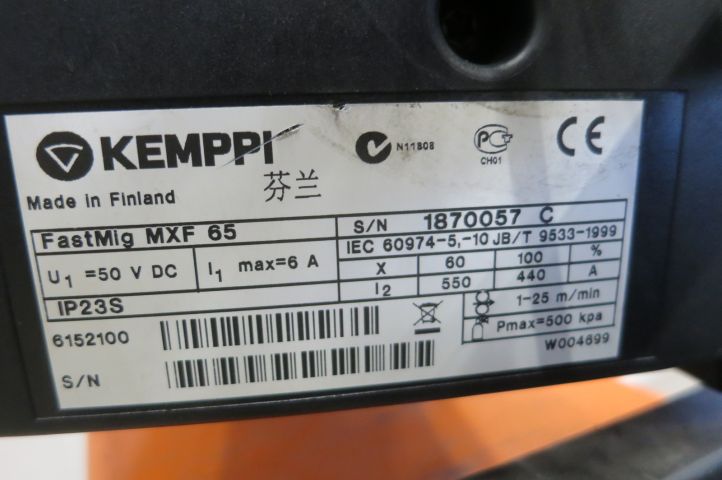 KEMPPI
N11808
PC
CH01
CE
Made in Finland
芬兰
FastMig MXF 65
S/N 1870057 C
IEC 60974-5,-10 JB/T 9533-1999
U1 =50 V DC
I1 max=6 A
X 60 100 %
I2 550 440 A
IP23S
1-25 m/min
6152100
Pmax=500 kpa
S/N
W004699